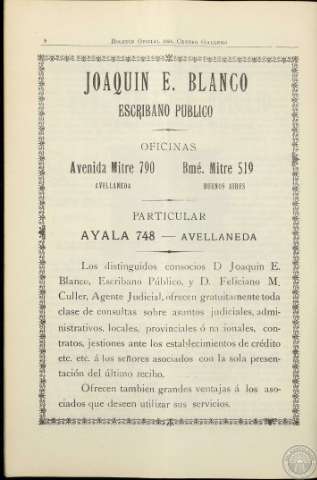 8 Boletin Oficial del Centro Gallego
JOAQUIN E. BLANCO
ESCRIBANO PUBLICO
OFICINAS
Avenida Mitre 790 Bmé. Mitre 519
AVELLANEDA BUENOS AIRES
PARTICULAR
AYALA 748 — AVELLANEDA
Los distinguidos consocios D Joaquín E.
Blanco, Escribano Público, y D. Feliciano M.
Culler, Agente Judicial, ofrecen gratuitamente toda
clase de consultas sobre asuntos judiciales, admi-
nistrativos, locales, provinciales ó na ionales, con-
tratos, jestiones ante los establecimientos de crédito
etc. etc. á los señores asociados con la sola presen-
tación del último recibo.
Ofrecen tambien grandes ventajas á los aso-
ciados que deseen utilizar sus servicios.